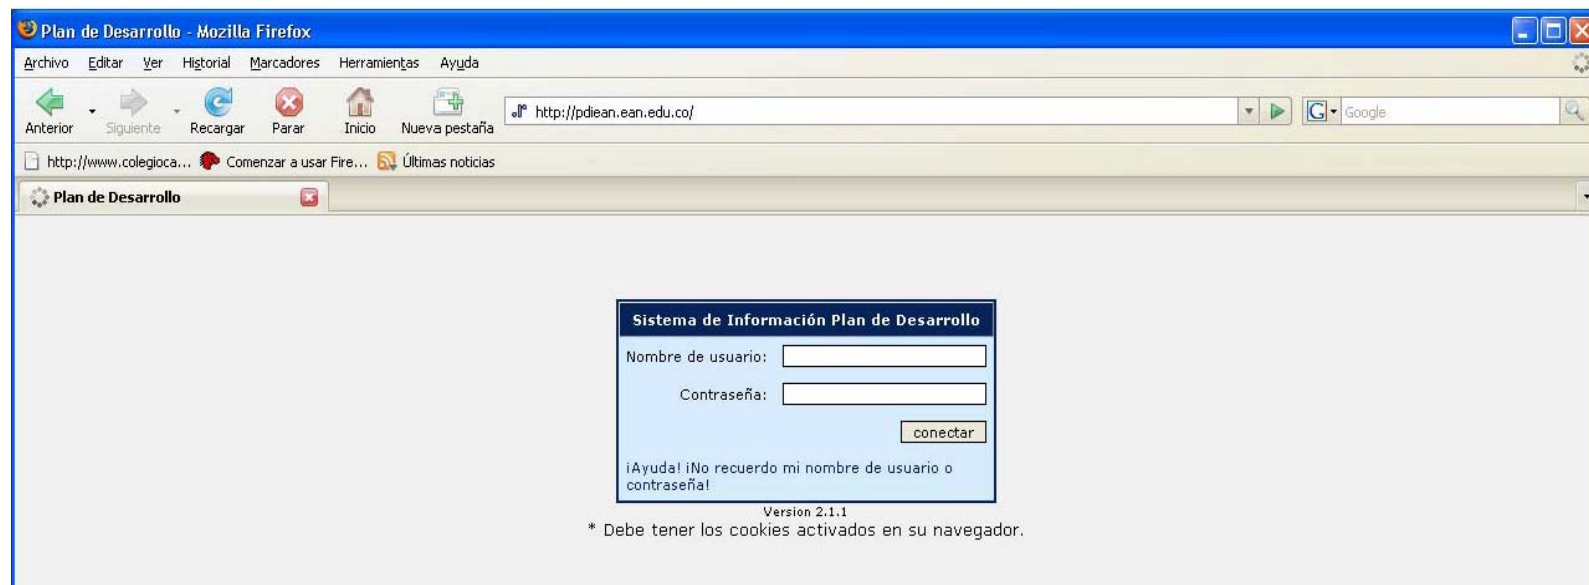 Plan de Desarrollo - Mozilla Firefox
Archivo Editar Ver Historial Marcadores Herramientas Ayuda
Anterior Siguiente Recargar Parar Inicio Nueva pestaña http://pdiean.ean.edu.co/ G Google
http://www.colegioca... Comenzar a usar Fire... Últimas noticias
Plan de Desarrollo
Sistema de Información Plan de Desarrollo
Nombre de usuario:
Contraseña:
conectar
¡Ayuda! ¡No recuerdo mi nombre de usuario o
contraseña!
Version 2.1.1
* Debe tener los cookies activados en su navegador.